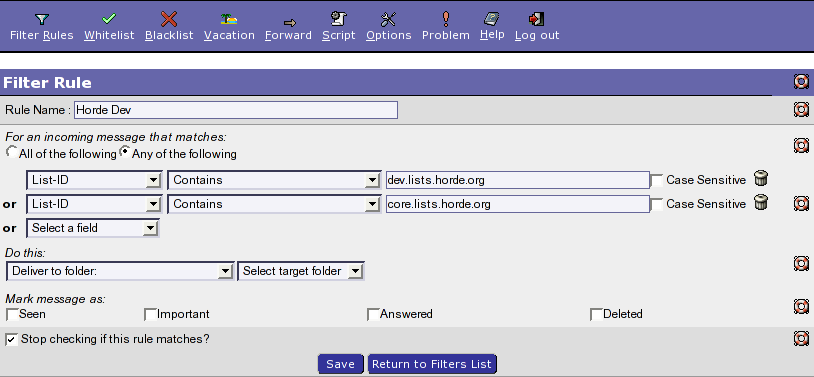 Filter Rules Whitelist Blacklist Vacation Forward Script Options Problem Help Log out
Filter Rule
Rule Name : Horde Dev
For an incoming message that matches:
All of the following Any of the following
List-ID Contains dev.lists.horde.org Case Sensitive
or List-ID Contains core.lists.horde.org Case Sensitive
or Select a field
Do this:
Deliver to folder: Select target folder
Mark message as:
Seen Important Answered Deleted
Stop checking if this rule matches?
Save Return to Filters List